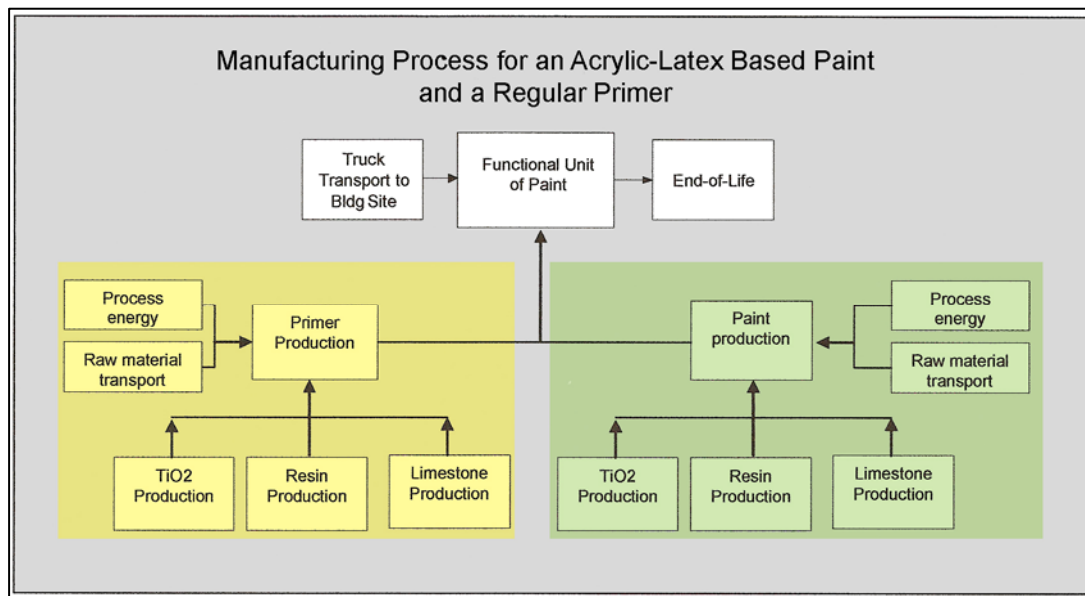 Manufacturing Process for an Acrylic-Latex Based Paint
and a Regular Primer
Truck
Transport to
Bldg Site
Functional Unit
of Paint
End-of-Life
Process
energy
Raw material
transport
Primer
Production
TiO2
Production
Resin
Production
Limestone
Production
Paint
production
Process
energy
Raw material
transport
TiO2
Production
Resin
Production
Limestone
Production